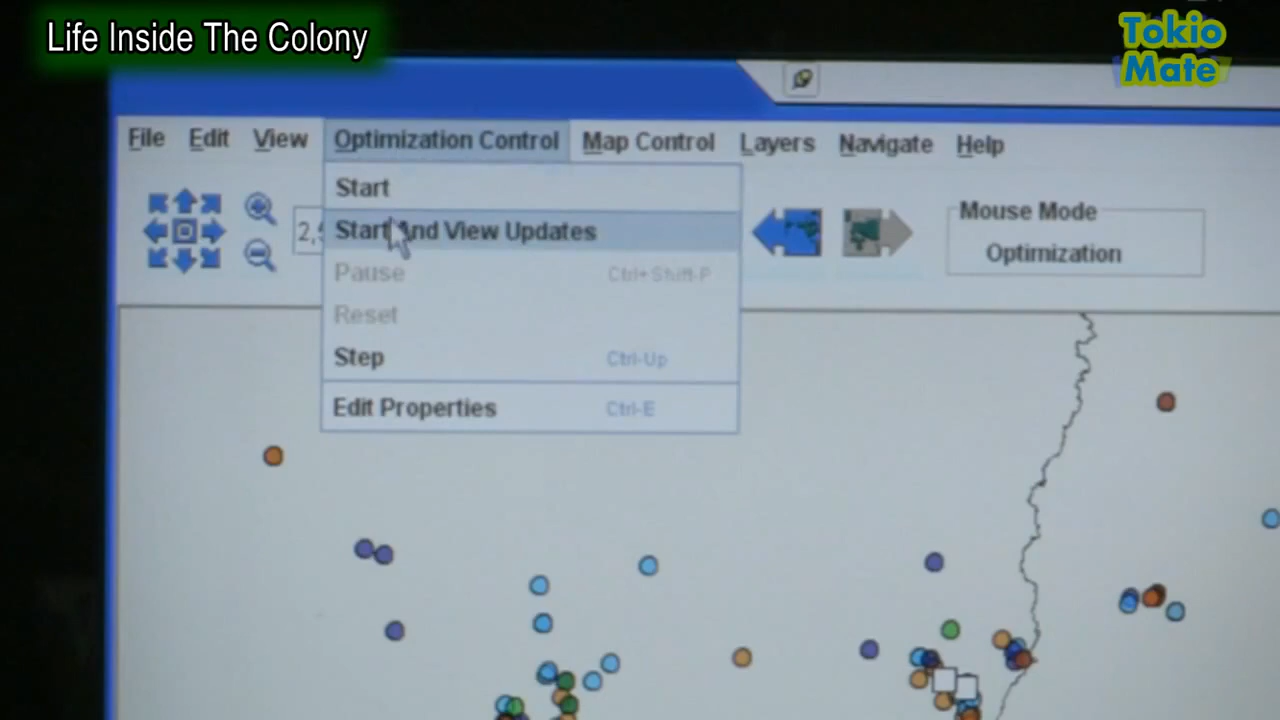 Life Inside The Colony
Tokio
Mate
File Edit View Optimization Control Map Control Layers Navigate Help
Start
Start And View Updates
Pause Ctrl+Shift-P
Reset
Step Ctrl-Up
Edit Properties Ctrl-E
Mouse Mode
Optimization